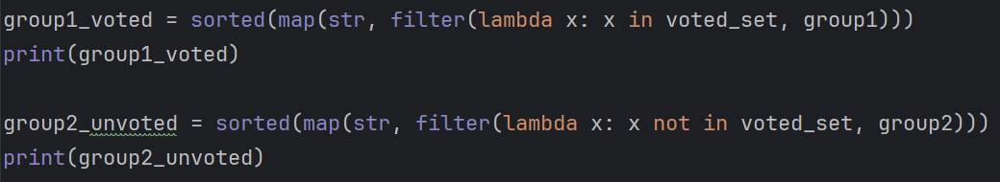 group1_voted = sorted(map(str, filter(lambda x: x in voted_set, group1)))
print(group1_voted)
group2_unvoted = sorted(map(str, filter(lambda x: x not in voted_set, group2)))
print(group2_unvoted)